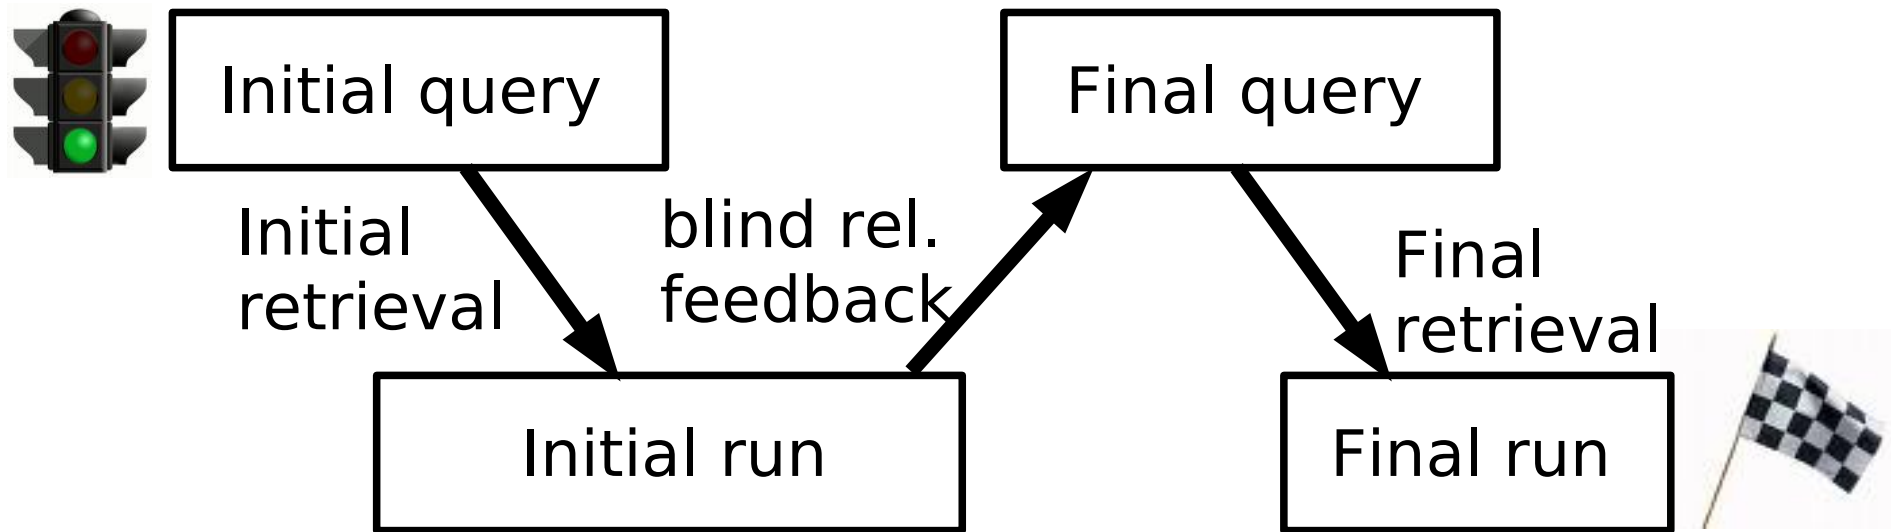 Initial query
Final query
Initial
retrieval
blind rel.
feedback
Final
retrieval
Initial run
Final run